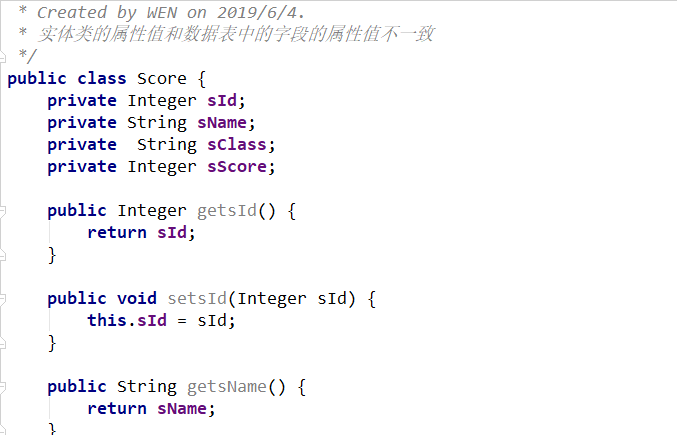 * Created by WEN on 2019/6/4.
* 实体类的属性值和数据表中的字段的属性值不一致
*/
public class Score {
    private Integer sId;
    private String sName;
    private  String sClass;
    private Integer sScore;
    public Integer getsId() {
        return sId;
    }
    public void setsId(Integer sId) {
        this.sId = sId;
    }
    public String getsName() {
        return sName;
    }